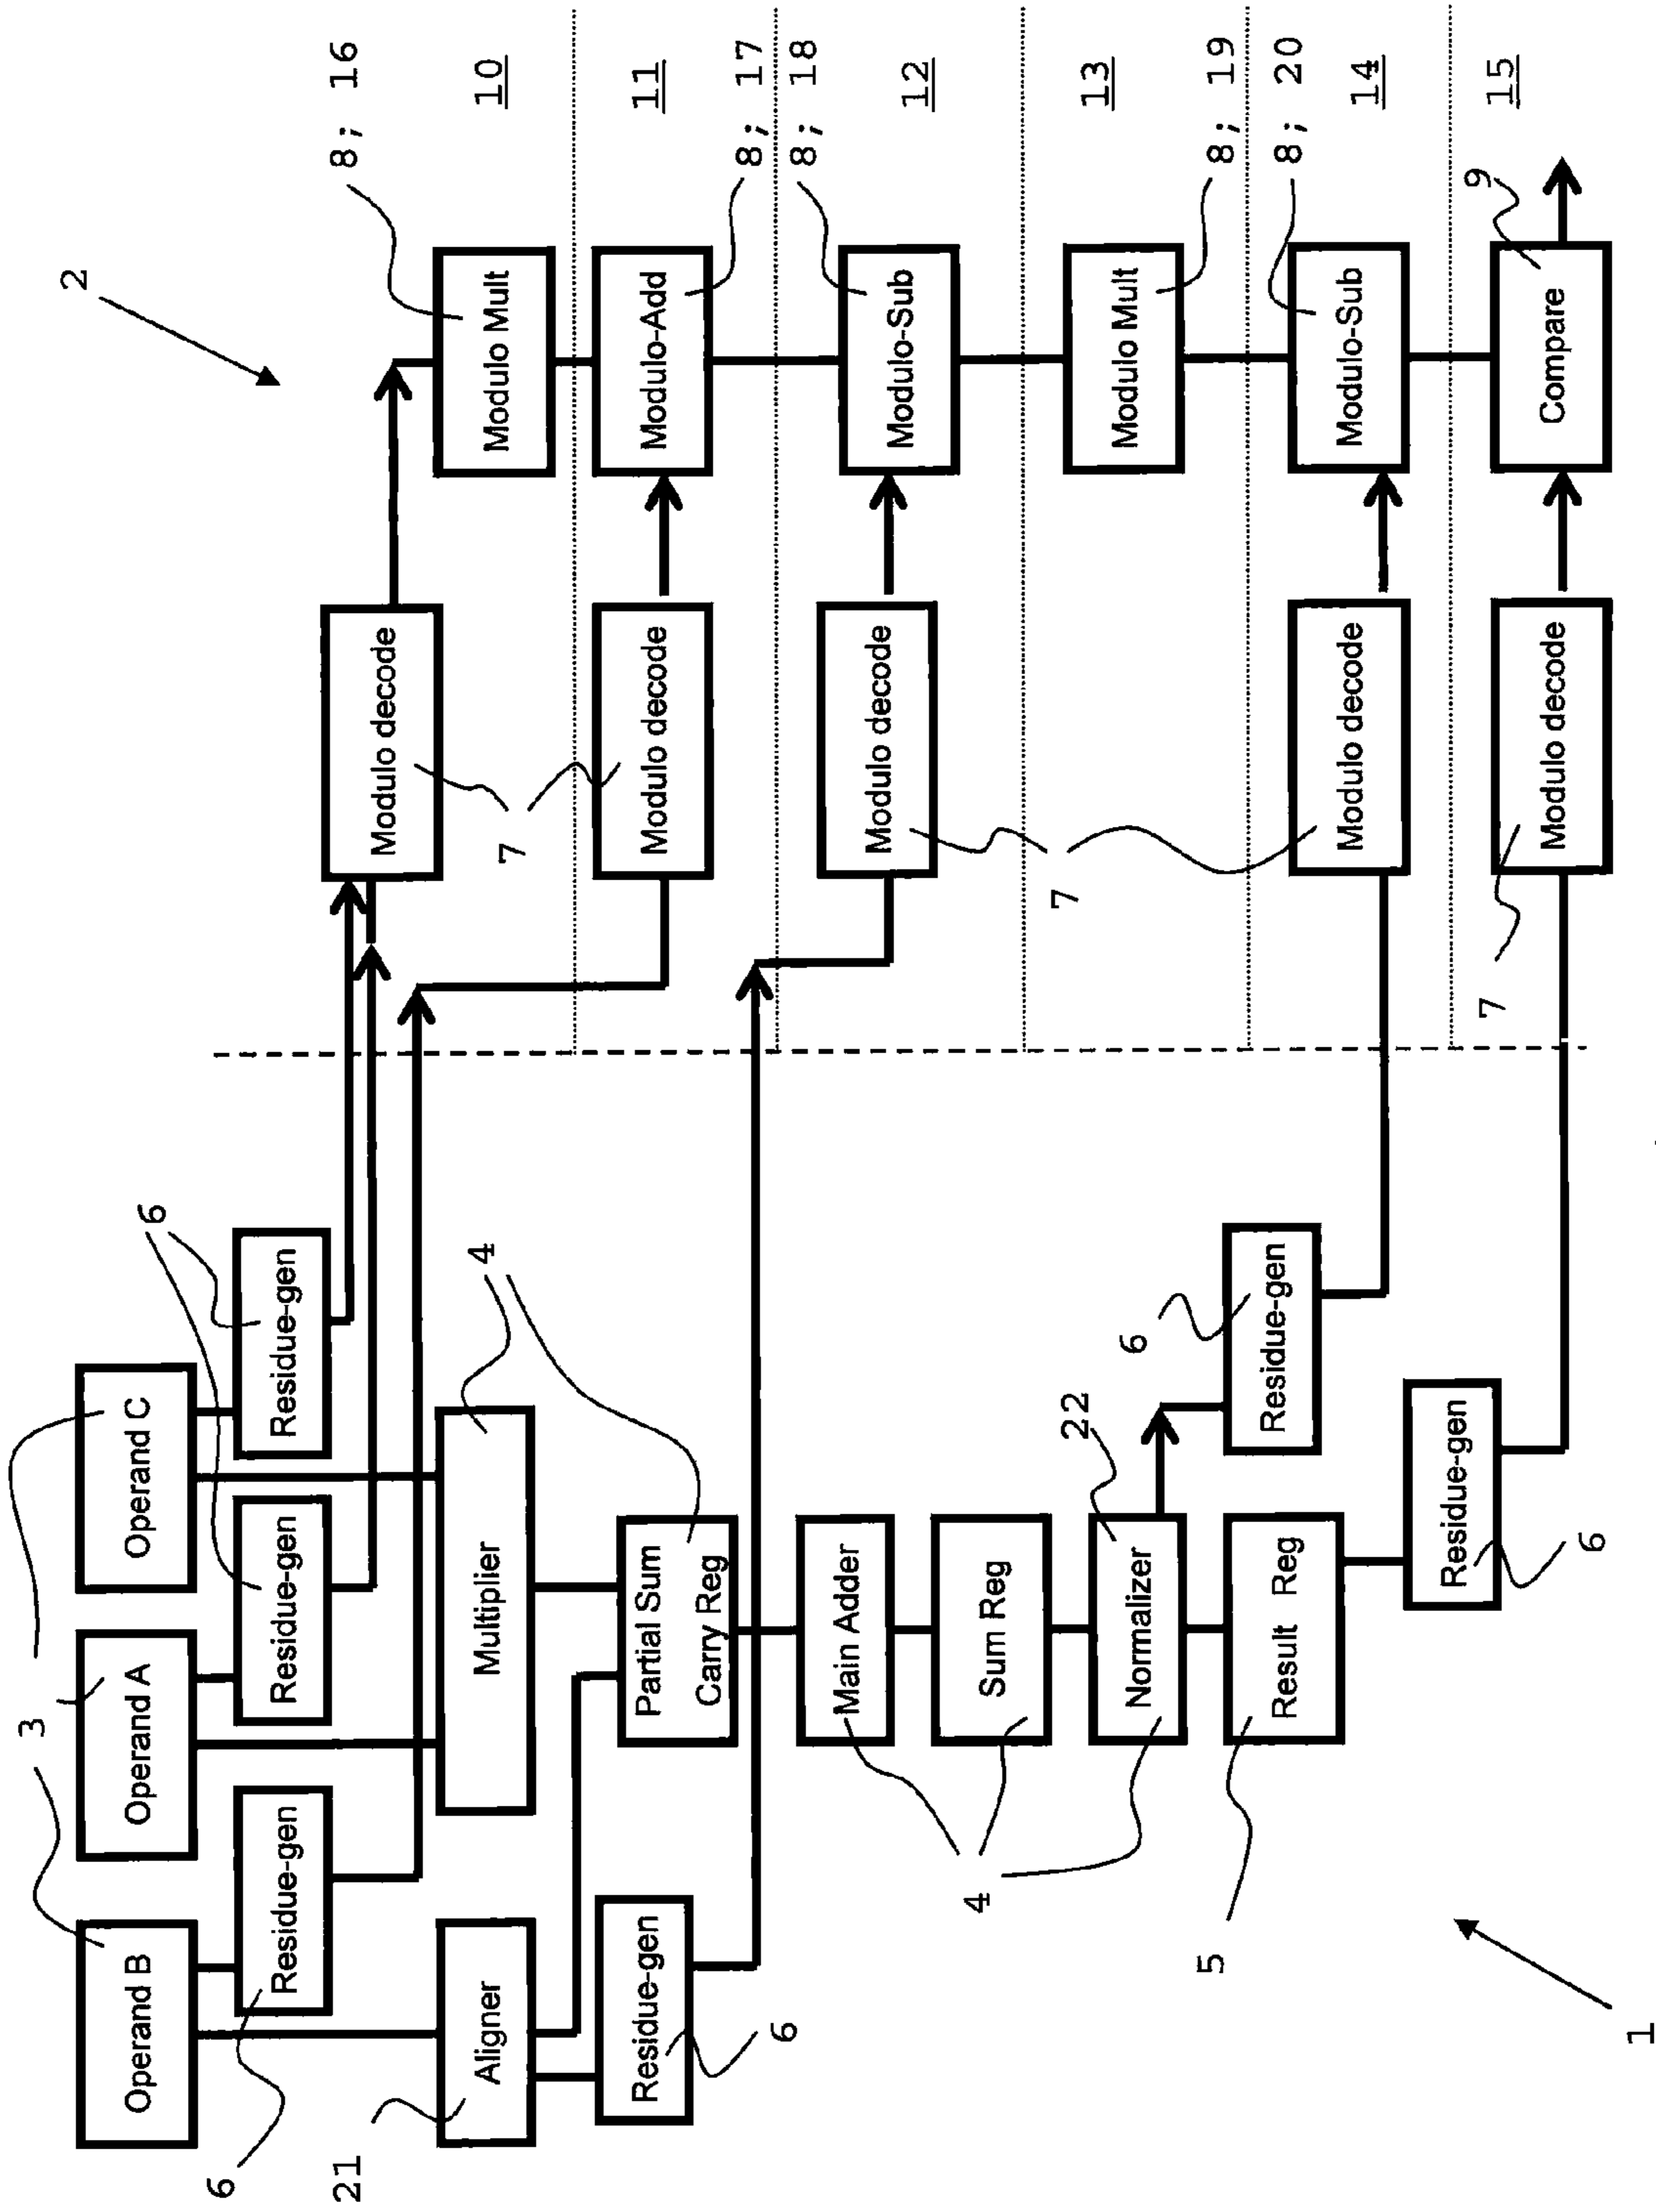 2
8; 16
10
11
8; 17
8; 18
12
13
8; 19
8; 20
14
15
9
Modulo Mult
Modulo-Add
Modulo-Sub
Modulo Mult
Modulo-Sub
Compare
Modulo decode
Modulo decode
Modulo decode
Modulo decode
Modulo decode
7
7
7
3
Operand B
Operand A
Operand C
6
Residue-gen
Residue-gen
Residue-gen
6
21
Aligner
Multiplier
4
Residue-gen
6
Partial Sum
Carry Reg
Main Adder
Sum Reg
4
22
Normalizer
6
Residue-gen
5
Result Reg
Residue-gen
6
1